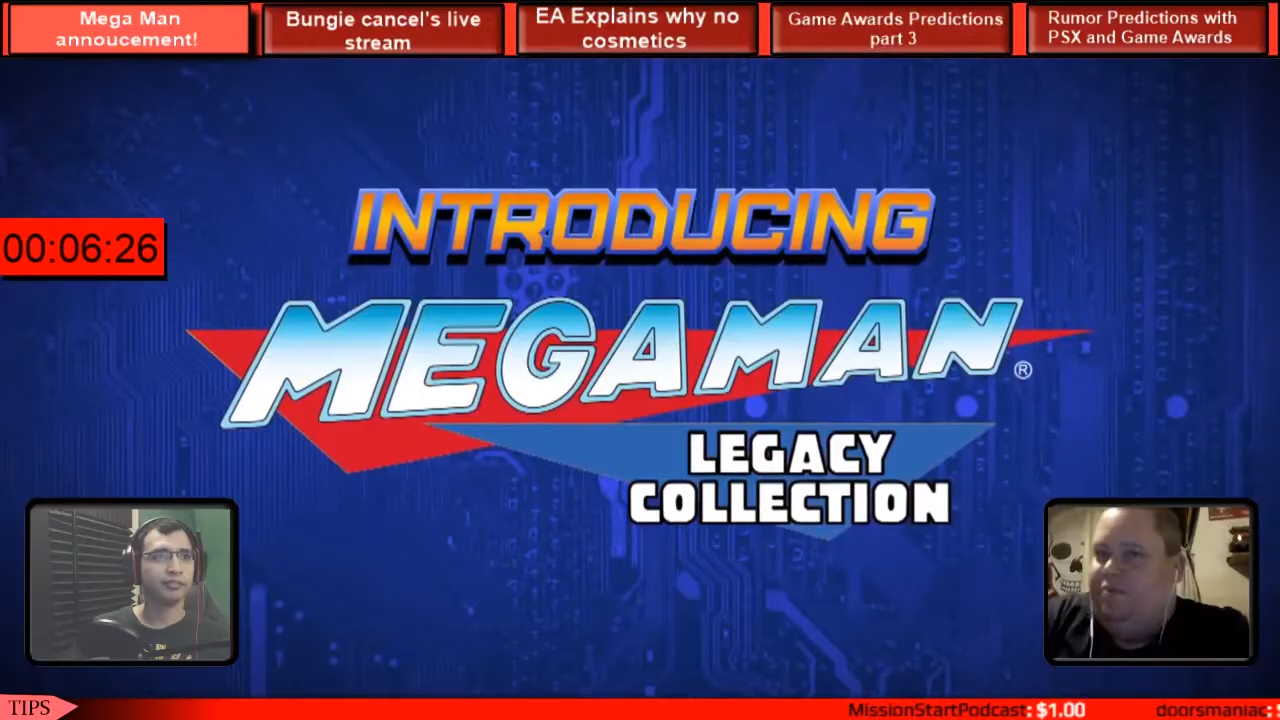 Mega Man
annoucement!
Bungie cancel's live
stream
EA Explains why no
cosmetics
Game Awards Predictions
part 3
Rumor Predictions with
PSX and Game Awards
INTRODUCING
00:06:26
MEGAMAN ®
LEGACY
COLLECTION
TIPS
MissionStartPodcast: $1.00 doorsmaniac: